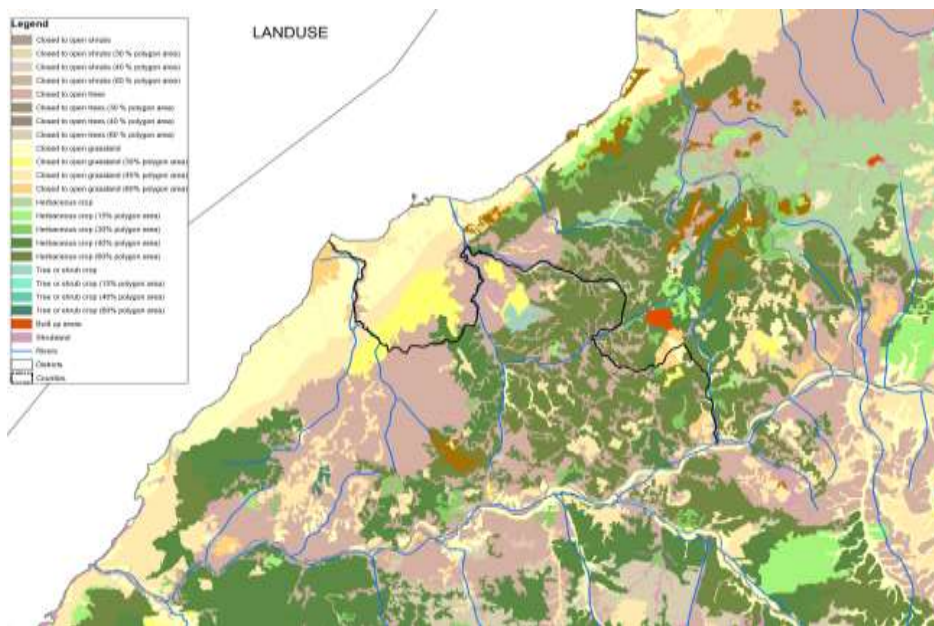 LANDUSE
Legend
Closed to open shrubs
Closed to open shrubs (30 % polygon area)
Closed to open shrubs (40 % polygon area)
Closed to open shrubs (60 % polygon area)
Closed to open trees
Closed to open trees (30 % polygon area)
Closed to open trees (40 % polygon area)
Closed to open trees (60 % polygon area)
Closed to open grassland
Closed to open grassland (30% polygon area)
Closed to open grassland (40% polygon area)
Closed to open grassland (60% polygon area)
Herbaceous crop
Herbaceous crop (15% polygon area)
Herbaceous crop (30% polygon area)
Herbaceous crop (40% polygon area)
Herbaceous crop (60% polygon area)
Tree or shrub crop
Tree or shrub crop (15% polygon area)
Tree or shrub crop (40% polygon area)
Tree or shrub crop (60% polygon area)
Built up areas
Shrubland
Rivers
Districts
Counties